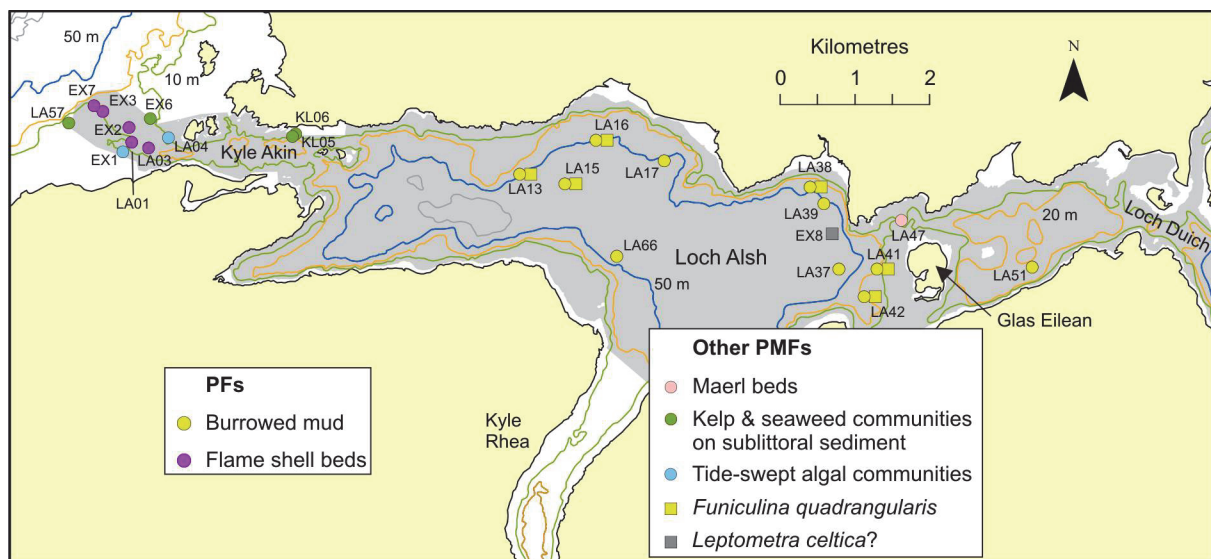 50 m
Kilometres
N
0 1 2
10 m
EX7
EX3
EX6
LA57
KL06
EX2
KL05
LA04
EX1
LA03
Kyle Akin
LA01
LA16
LA15
LA17
LA13
LA38
LA39
EX8
LA47
20 m
Loch Duich
LA66
Loch Alsh
LA37
LA41
LA51
50 m
LA42
Glas Eilean
Kyle
Rhea
PFs
Burrowed mud
Flame shell beds
Other PMFs
Maerl beds
Kelp & seaweed communities
on sublittoral sediment
Tide-swept algal communities
Funiculina quadrangularis
Leptometra celtica?